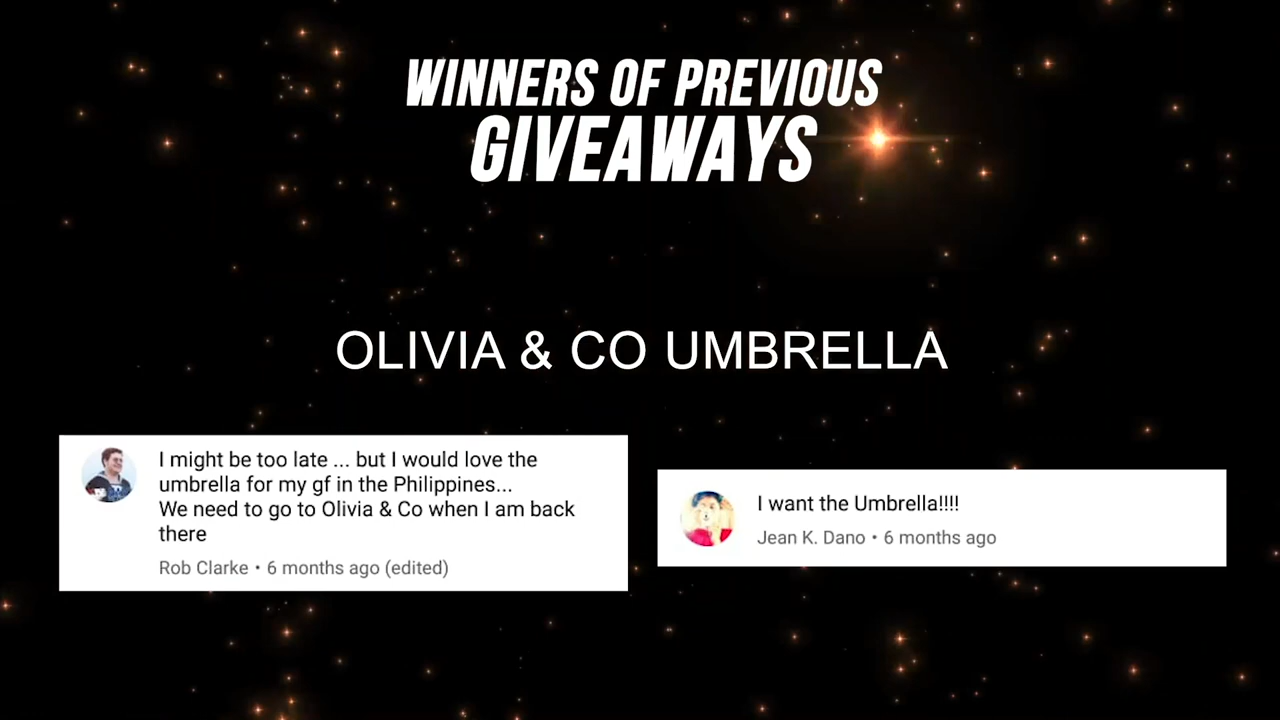 WINNERS OF PREVIOUS
GIVEAWAYS
OLIVIA & CO UMBRELLA
I might be too late ... but I would love the
umbrella for my gf in the Philippines...
We need to go to Olivia & Co when I am back
there
Rob Clarke • 6 months ago (edited)
I want the Umbrella!!!!
Jean K. Dano • 6 months ago